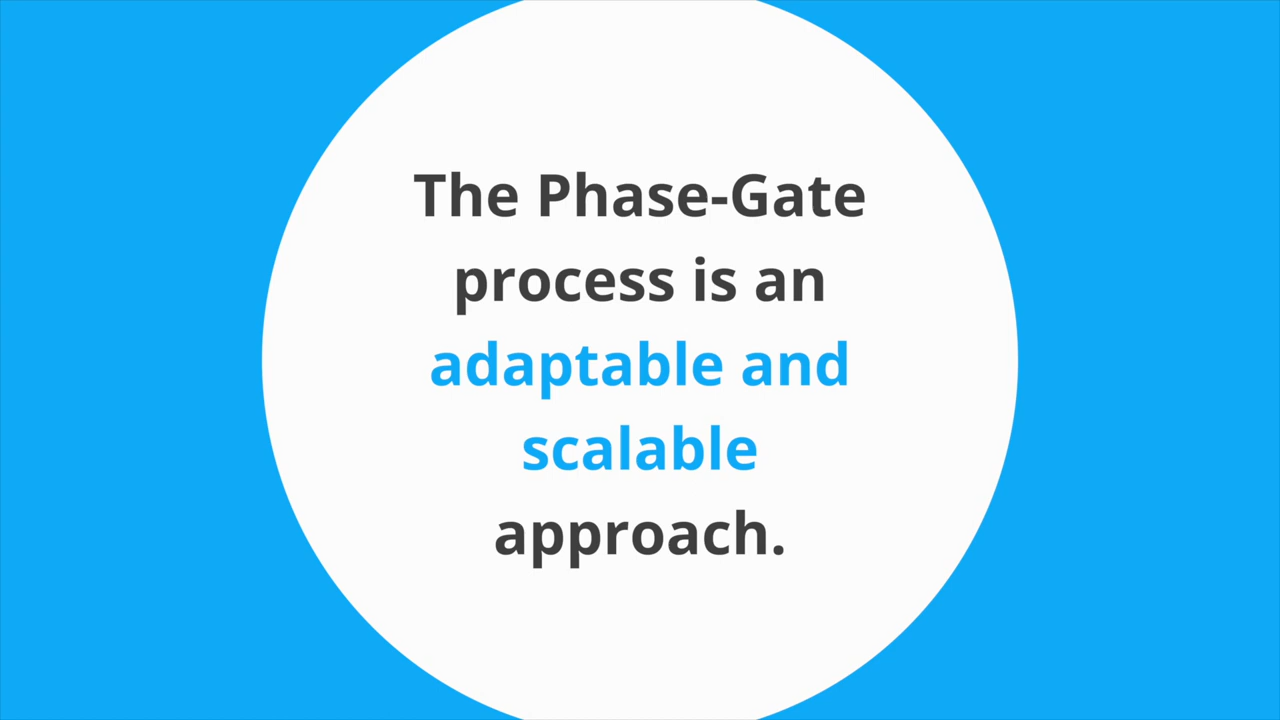 The Phase-Gate
process is an
adaptable and
scalable
approach.